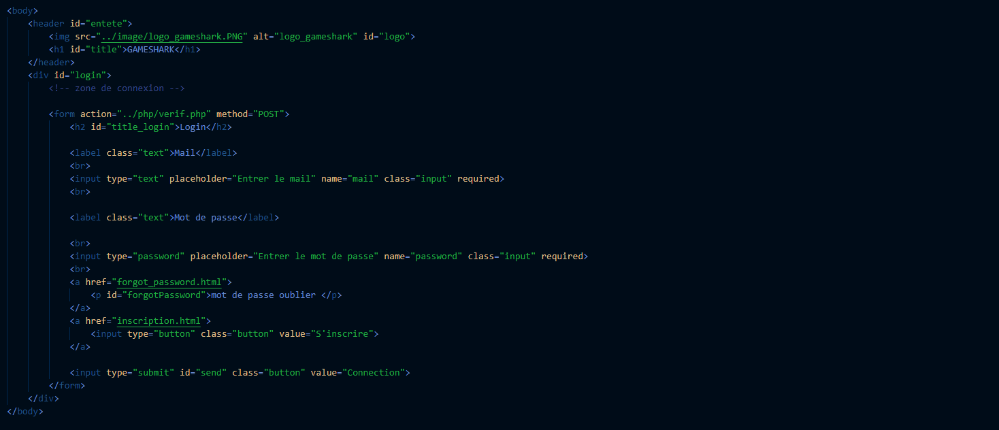 <body>
<header id="entete">
<img src="../image/logo_gameshark.PNG" alt="logo_gameshark" id="logo">
<h1 id="title">GAMESHARK</h1>
</header>
<div id="login">
<!-- zone de connexion -->
<form action="../php/verif.php" method="POST">
<h2 id="title_login">Login</h2>
<label class="text">Mail</label>
<br>
<input type="text" placeholder="Entrer le mail" name="mail" class="input" required>
<br>
<label class="text">Mot de passe</label>
<br>
<input type="password" placeholder="Entrer le mot de passe" name="password" class="input" required>
<br>
<a href="forgot_password.html">
<p id="forgotPassword">mot de passe oublier </p>
</a>
<a href="inscription.html">
<input type="button" class="button" value="S'inscrire">
</a>
<input type="submit" id="send" class="button" value="Connection">
</form>
</div>
</body>